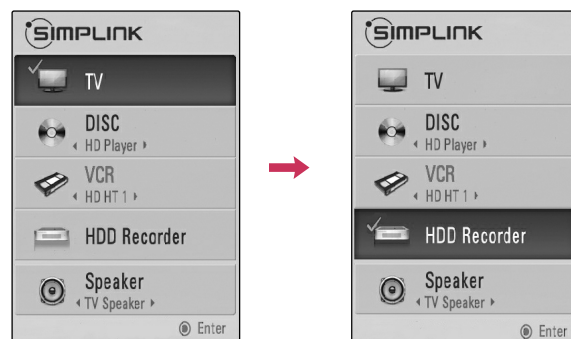 SIMPLINK
TV
DISC
HD Player
VCR
HD HT 1
HDD Recorder
Speaker
TV Speaker
Enter
SIMPLINK
TV
DISC
HD Player
VCR
HD HT 1
HDD Recorder
Speaker
TV Speaker
Enter